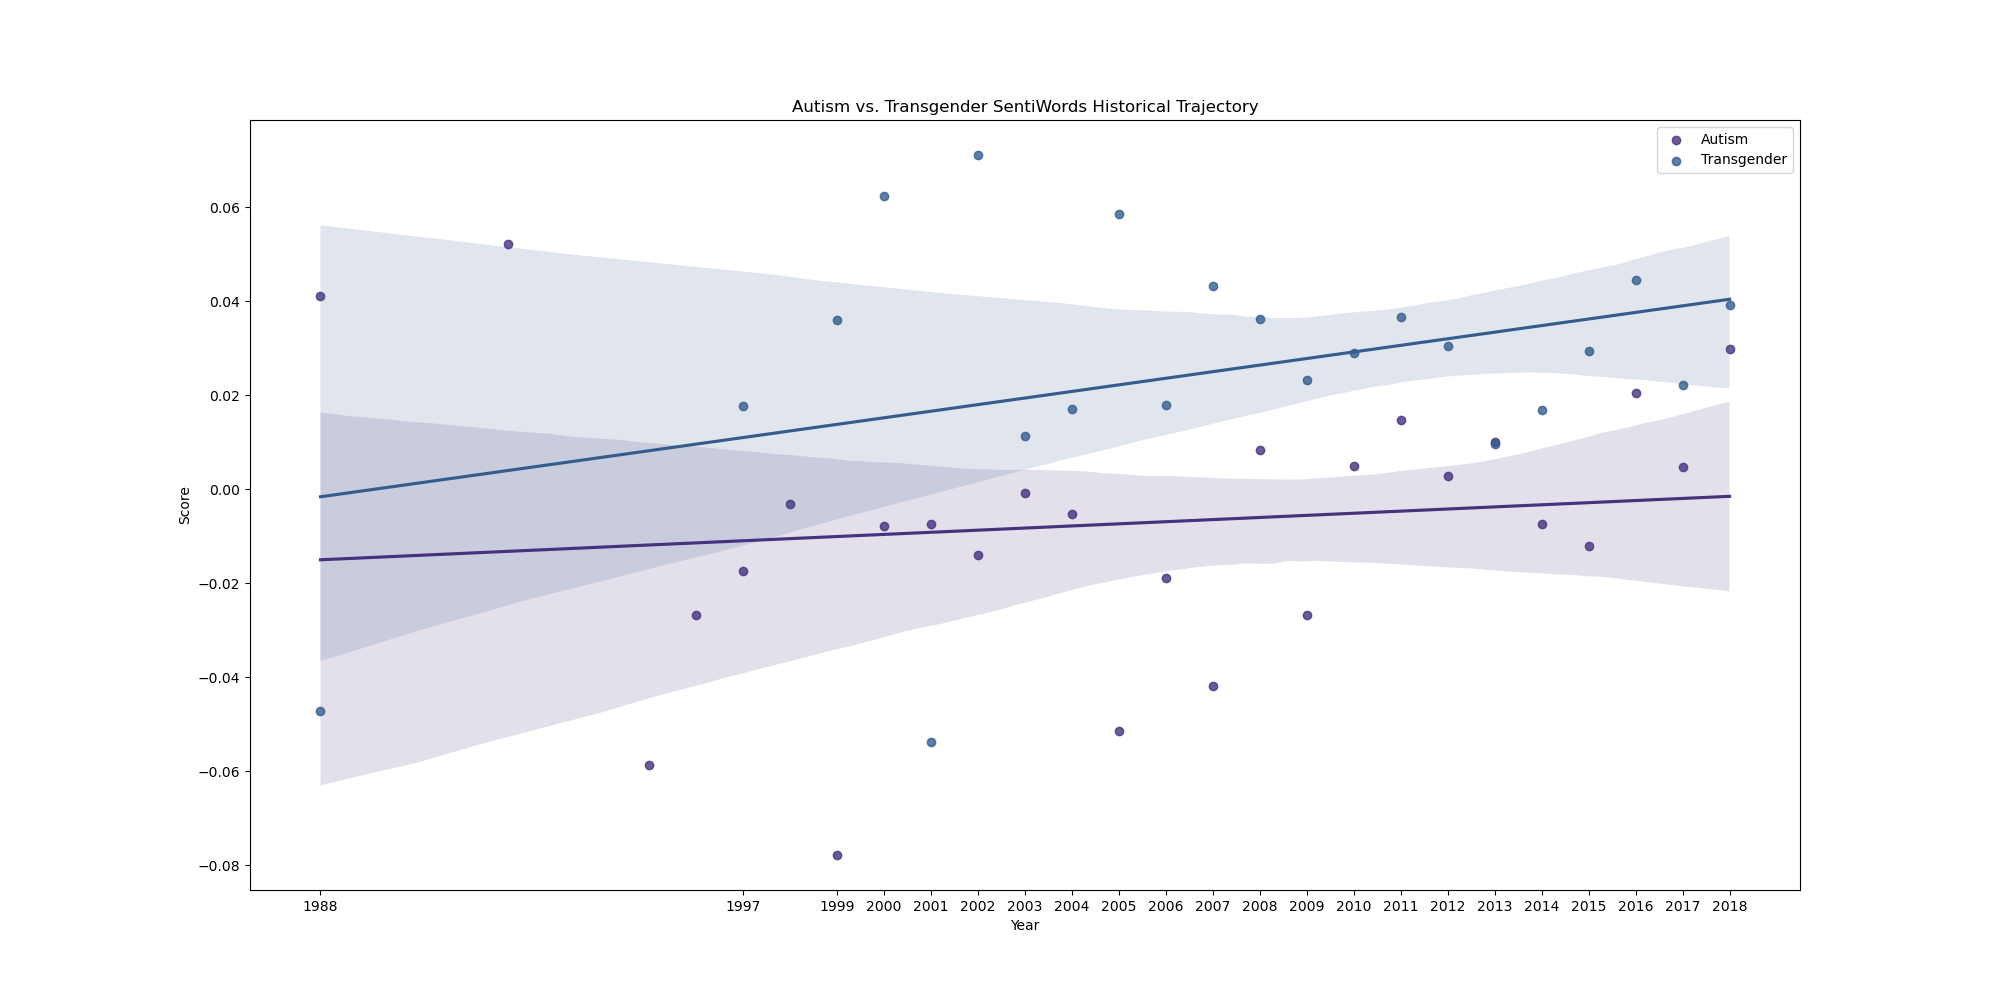 Autism vs. Transgender SentiWords Historical Trajectory
Autism
Transgender
0.06
0.04
0.02
0.00
−0.02
−0.04
−0.06
−0.08
Score
1988 1997 1999 2000 2001 2002 2003 2004 2005 2006 2007 2008 2009 2010 2011 2012 2013 2014 2015 2016 2017 2018
Year